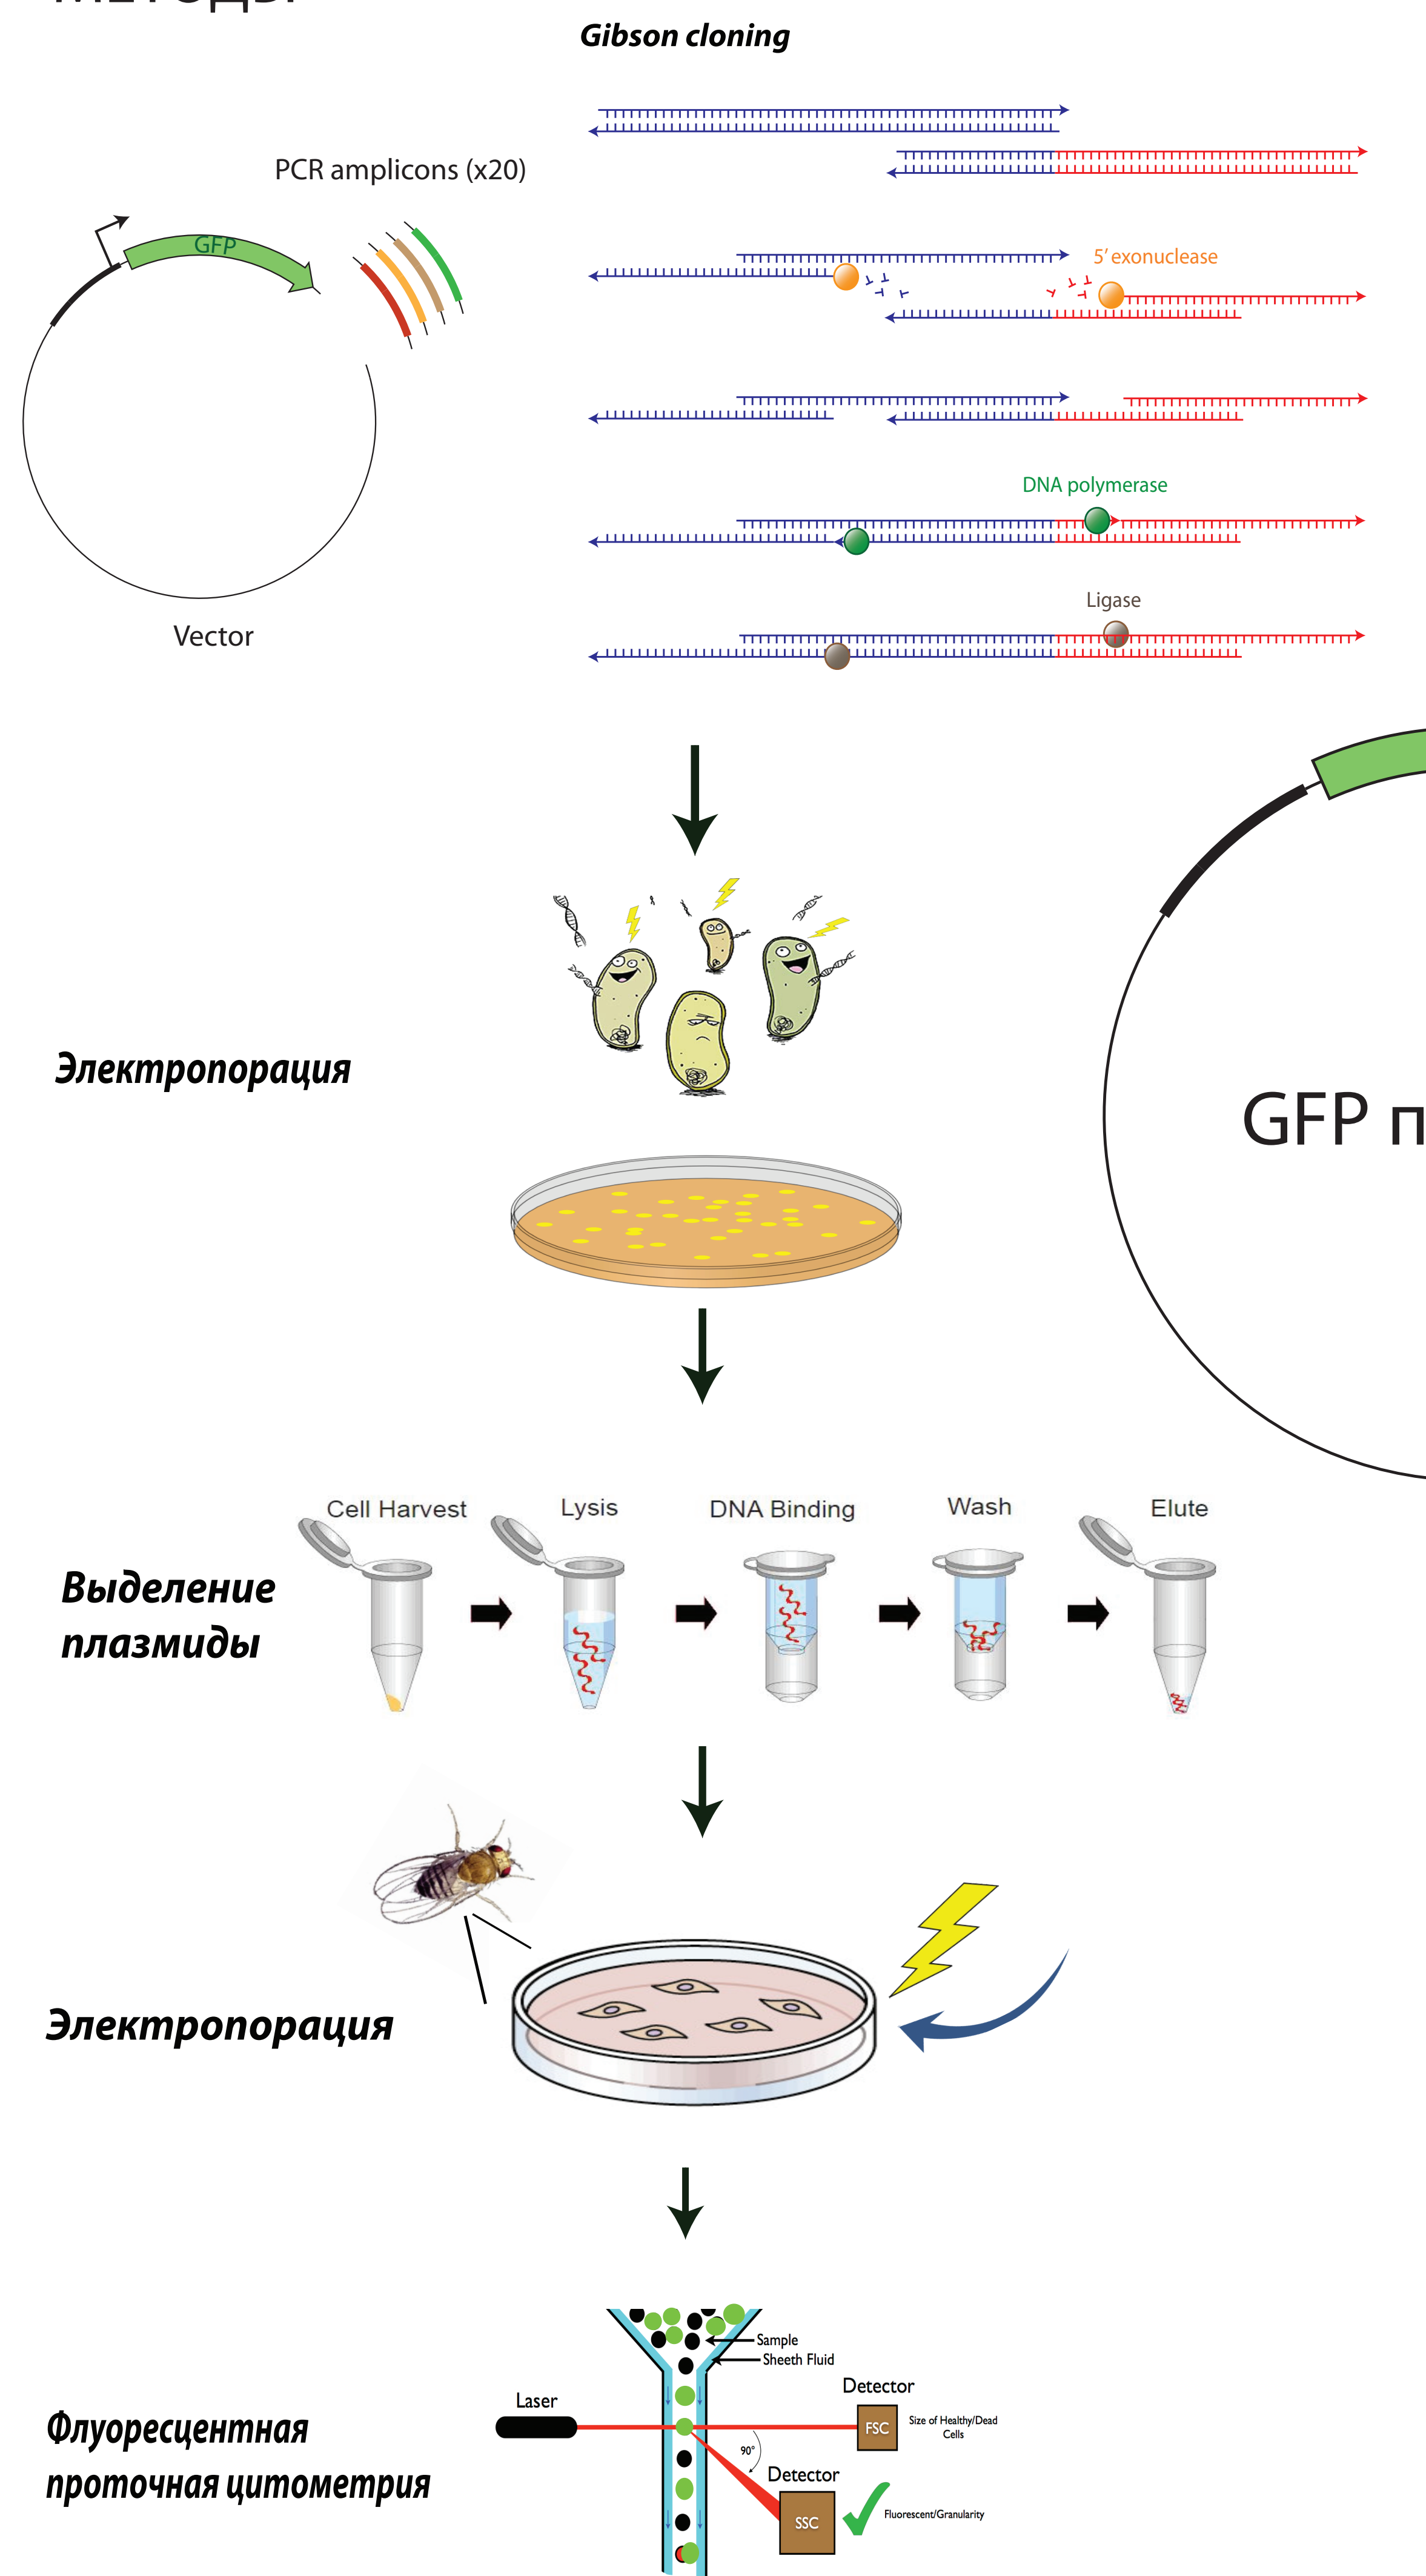 МЕТОДЫ
Gibson cloning
PCR amplicons (x20)
GFP
5’ exonuclease
DNA polymerase
Ligase
Vector
GFP п
Электропорация
Cell Harvest
Lysis
DNA Binding
Wash
Elute
Выделение
плазмиды
Электропорация
Sample
Sheeth Fluid
Laser
Detector
FSC
Size of Healthy/Dead
Cells
90°
Detector
SSC
Fluorescent/Granularity
Флуоресцентная
проточная цитометрия